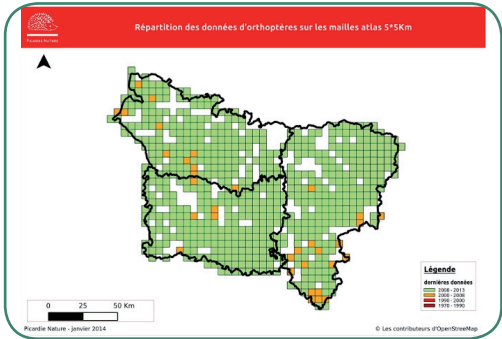 Répartition des données d'orthoptères sur les mailles atlas 5*5Km
Picardie Nature
Légende
dernières données
2008 - 2013
2000 - 2008
1990 - 2000
1970 - 1990
0 25 50 Km
Picardie Nature - janvier 2014
© Les contributeurs d'OpenStreetMap